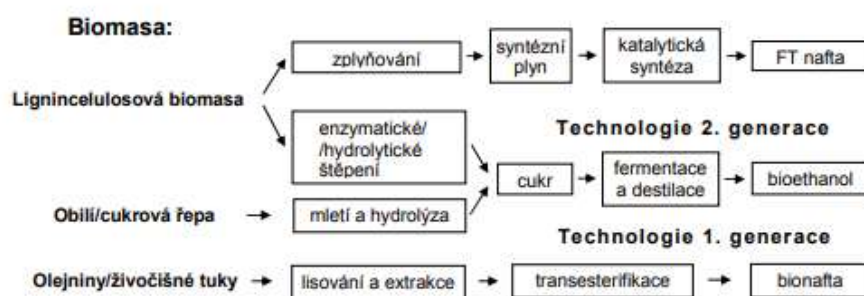 Biomasa:
zplyňování
syntézní
plyn
katalytická
syntéza
FT nafta
Lignincelulosová biomasa
enzymatické/
/hydrolytické
štěpení
Technologie 2. generace
cukr
fermentace
a destilace
bioethanol
Obilí/cukrová řepa
mletí a hydrolýza
Technologie 1. generace
Olejniny/živočišné tuky
lisování a extrakce
transesterifikace
bionafta